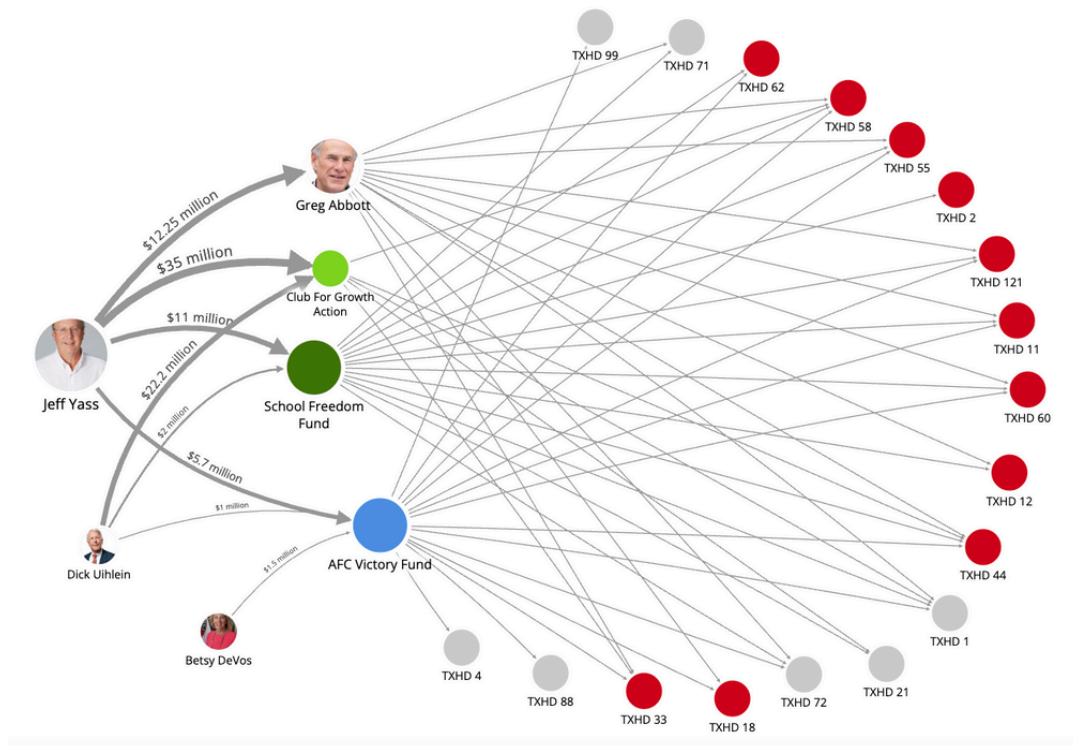 TXHD 99
TXHD 71
TXHD 62
TXHD 58
TXHD 55
TXHD 2
TXHD 121
TXHD 11
TXHD 60
TXHD 12
TXHD 44
TXHD 1
TXHD 21
TXHD 72
TXHD 18
TXHD 33
TXHD 88
TXHD 4
Greg Abbott
Club For Growth
Action
School Freedom
Fund
AFC Victory Fund
Jeff Yass
Dick Uihlein
Betsy DeVos
$12.25 million
$35 million
$11 million
$22.2 million
$2 million
$5.7 million
$1 million
$1.5 million